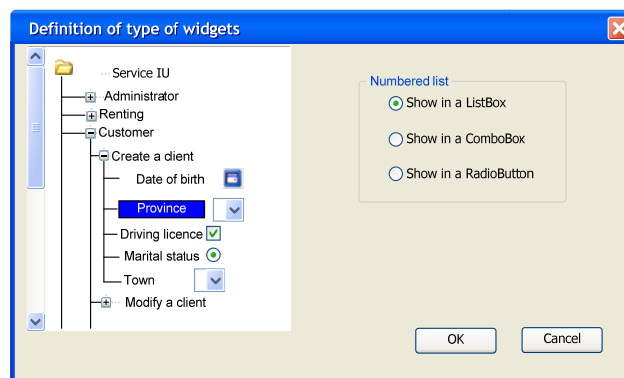 Definition of type of widgets
Service IU
Administrator
Renting
Customer
Create a client
Date of birth
Province
Driving licence
Marital status
Town
Modify a client
Numbered list
Show in a ListBox
Show in a ComboBox
Show in a RadioButton
OK
Cancel